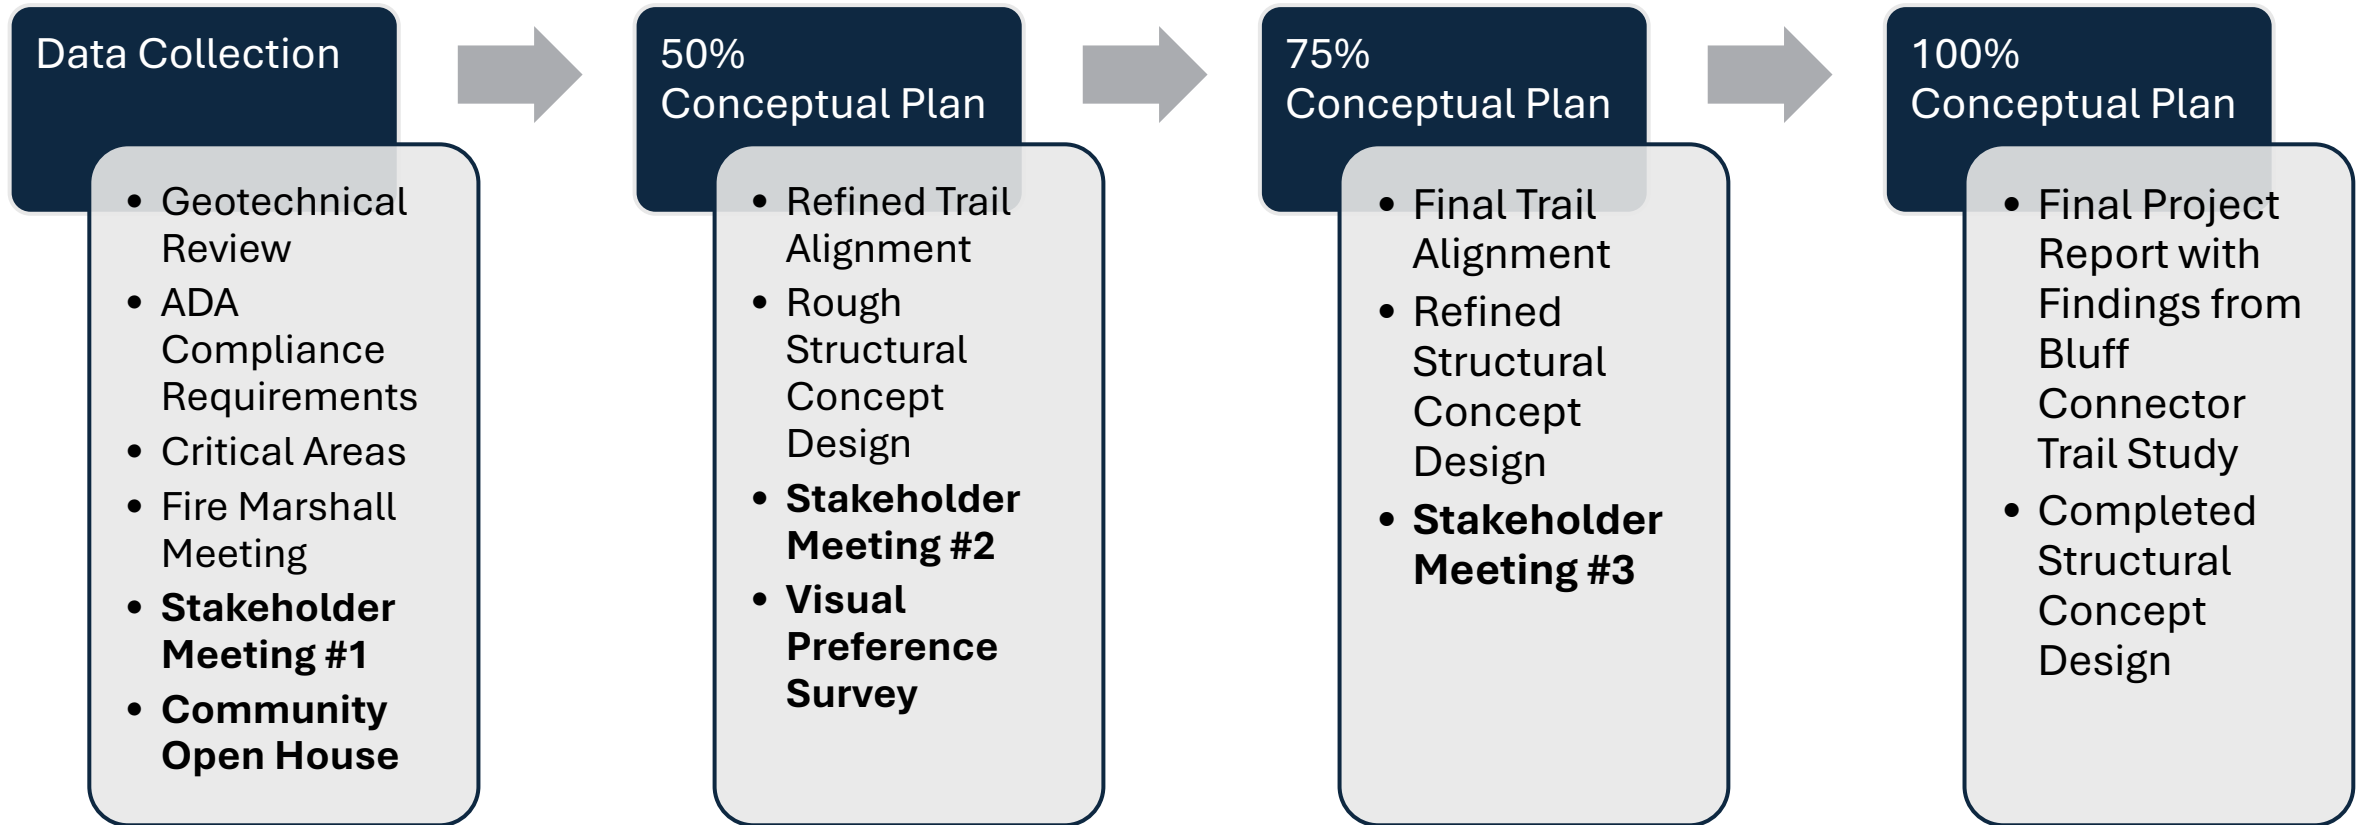 Data Collection
• Geotechnical
Review
• ADA
Compliance
Requirements
• Critical Areas
• Fire Marshall
Meeting
• Stakeholder
Meeting #1
• Community
Open House
50%
Conceptual Plan
• Refined Trail
Alignment
• Rough
Structural
Concept
Design
• Stakeholder
Meeting #2
• Visual
Preference
Survey
75%
Conceptual Plan
• Final Trail
Alignment
• Refined
Structural
Concept
Design
• Stakeholder
Meeting #3
100%
Conceptual Plan
• Final Project
Report with
Findings from
Bluff
Connector
Trail Study
• Completed
Structural
Concept
Design